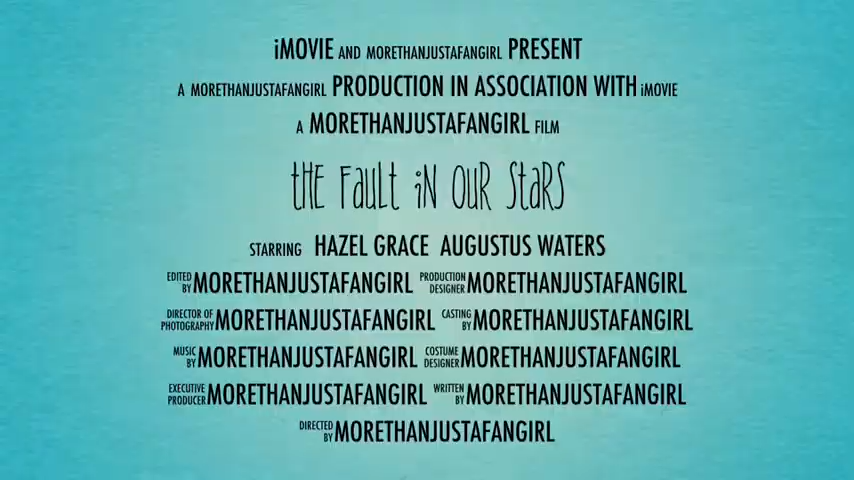 iMOVIE AND MORETHANJUSTAFANGIRL PRESENT
A MORETHANJUSTAFANGIRL PRODUCTION IN ASSOCIATION WITH iMOVIE
A MORETHANJUSTAFANGIRL FILM
tHE FauLt iN OuR StaRS
STARRING HAZEL GRACE AUGUSTUS WATERS
EDITED BY MORETHANJUSTAFANGIRL PRODUCTION DESIGNER MORETHANJUSTAFANGIRL
DIRECTOR OF PHOTOGRAPHY MORETHANJUSTAFANGIRL CASTING BY MORETHANJUSTAFANGIRL
MUSIC BY MORETHANJUSTAFANGIRL COSTUME DESIGNER MORETHANJUSTAFANGIRL
EXECUTIVE PRODUCER MORETHANJUSTAFANGIRL WRITTEN BY MORETHANJUSTAFANGIRL
DIRECTED BY MORETHANJUSTAFANGIRL